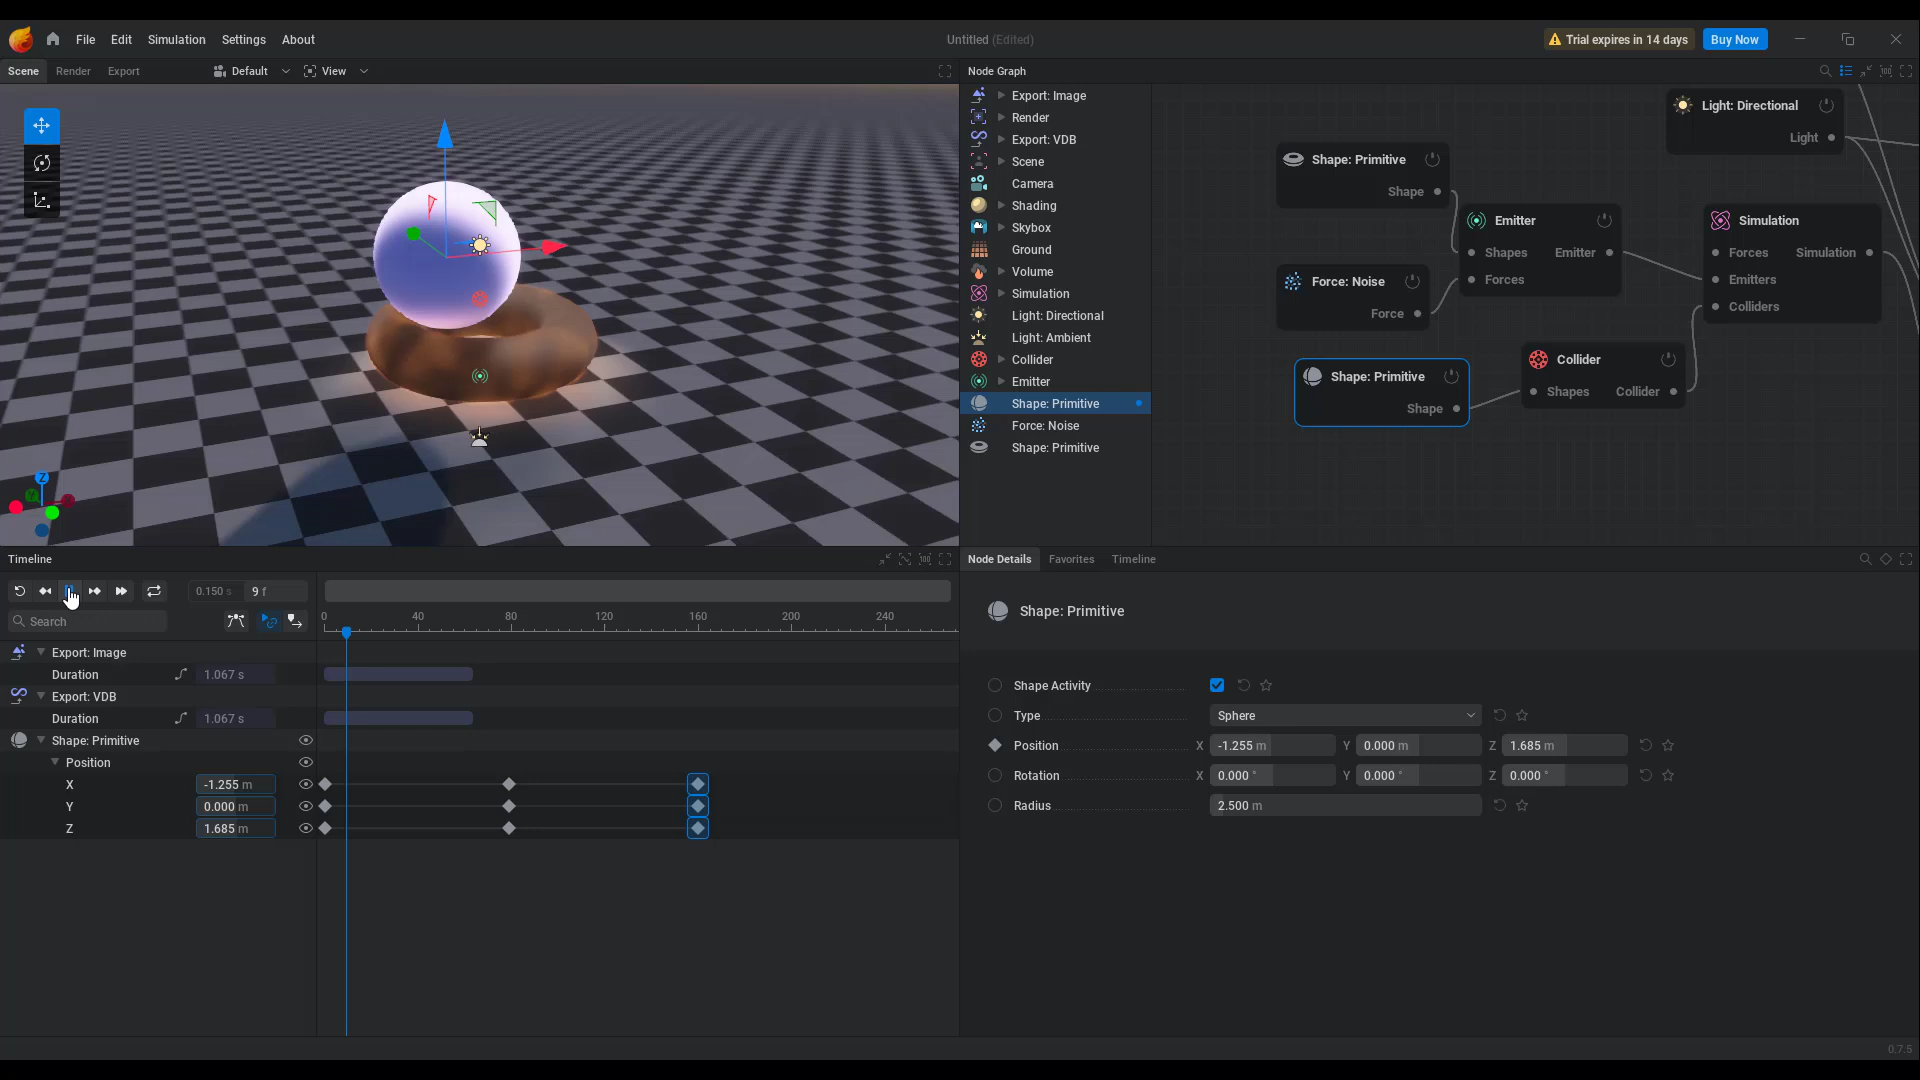 File Edit Simulation Settings About
Untitled (Edited)
Trial expires in 14 days
Buy Now
Scene Render Export Default View
Node Graph
Export: Image
Render
Export: VDB
Scene
Camera
Shading
Skybox
Ground
Volume
Simulation
Light: Directional
Light: Ambient
Collider
Emitter
Shape: Primitive
Force: Noise
Shape: Primitive
Light: Directional
Light
Shape: Primitive
Shape
Emitter
Shapes Emitter
Forces
Simulation
Forces Simulation
Emitters
Colliders
Force: Noise
Force
Shape: Primitive
Shape
Collider
Shapes Collider
Z
Y
X
Timeline
0.150 s 9 f
Search
0 40 80 120 160 200 240
Export: Image
Duration 1.067 s
Export: VDB
Duration 1.067 s
Shape: Primitive
Position
X -1.255 m
Y 0.000 m
Z 1.685 m
Node Details Favorites Timeline
Shape: Primitive
Shape Activity
Type Sphere
Position X -1.255 m Y 0.000 m Z 1.685 m
Rotation X 0.000 ° Y 0.000 ° Z 0.000 °
Radius 2.500 m
0.7.5